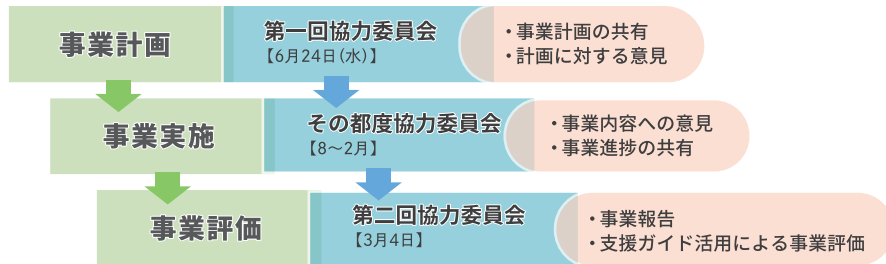 事業計画
第一回協力委員会
【6月24日（水）】
・事業計画の共有
・計画に対する意見
事業実施
その都度協力委員会
【8～2月】
・事業内容への意見
・事業進捗の共有
事業評価
第二回協力委員会
【3月4日】
・事業報告
・支援ガイド活用による事業評価